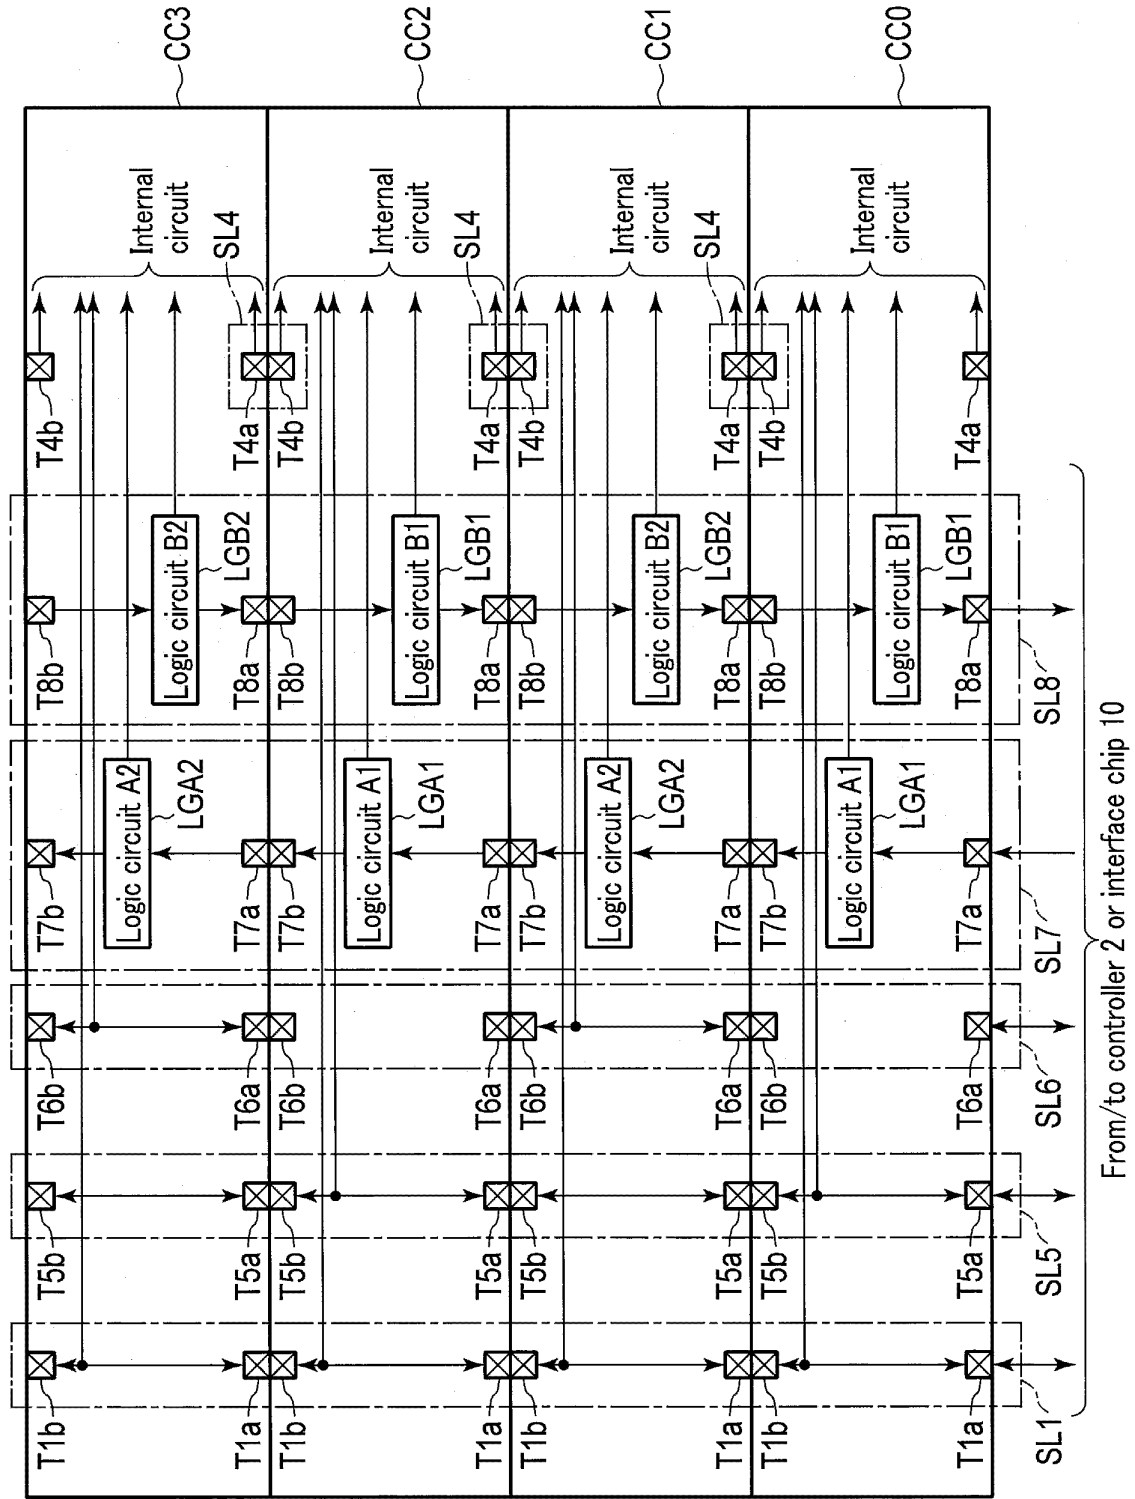 T1b
T5b
T6b
T7b
T8b
T4b
Logic circuit A2
LGA2
Logic circuit B2
LGB2
Internal
circuit
CC3
SL4
T1a
T5a
T6a
T7a
T8a
T4a
T1b
T5b
T6b
T7b
T8b
T4b
Logic circuit A1
LGA1
Logic circuit B1
LGB1
Internal
circuit
CC2
SL4
T1a
T5a
T6a
T7a
T8a
T4a
T1b
T5b
T6b
T7b
T8b
T4b
Logic circuit A2
LGA2
Logic circuit B2
LGB2
Internal
circuit
CC1
SL4
T1a
T5a
T6a
T7a
T8a
T4a
T1b
T5b
T6b
T7b
T8b
T4b
Logic circuit A1
LGA1
Logic circuit B1
LGB1
Internal
circuit
CC0
T1a
T5a
T6a
T7a
T8a
T4a
SL1
SL5
SL6
SL7
SL8
From/to controller 2 or interface chip 10